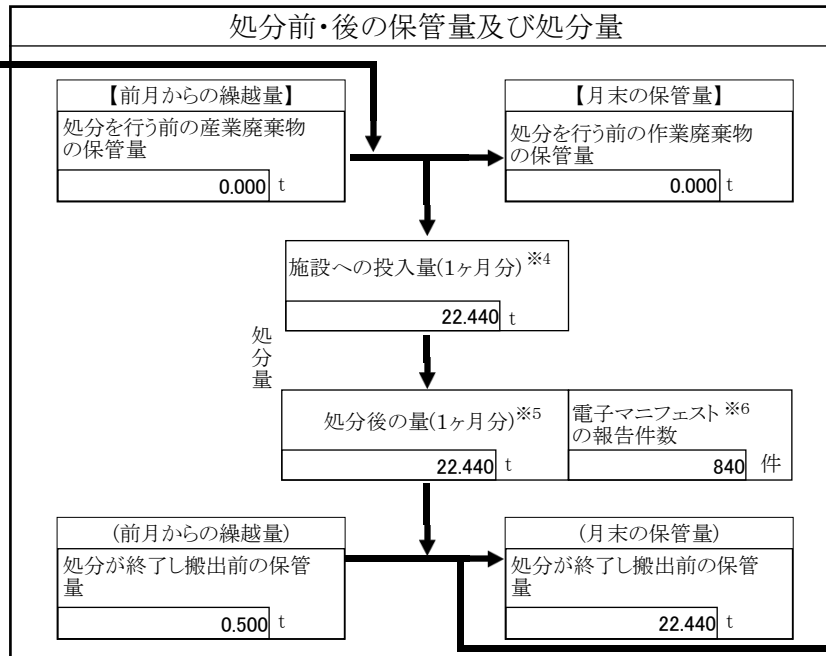 処分前・後の保管量及び処分量
【前月からの繰越量】
処分を行う前の産業廃棄物
の保管量
0.000 t
【月末の保管量】
処分を行う前の作業廃棄物
の保管量
0.000 t
施設への投入量(1ヶ月分)※4
22.440 t
処分量
処分後の量(1ヶ月分)※5
22.440 t
電子マニフェスト※6
の報告件数
840 件
(前月からの繰越量)
処分が終了し搬出前の保管
量
0.500 t
(月末の保管量)
処分が終了し搬出前の保管
量
22.440 t